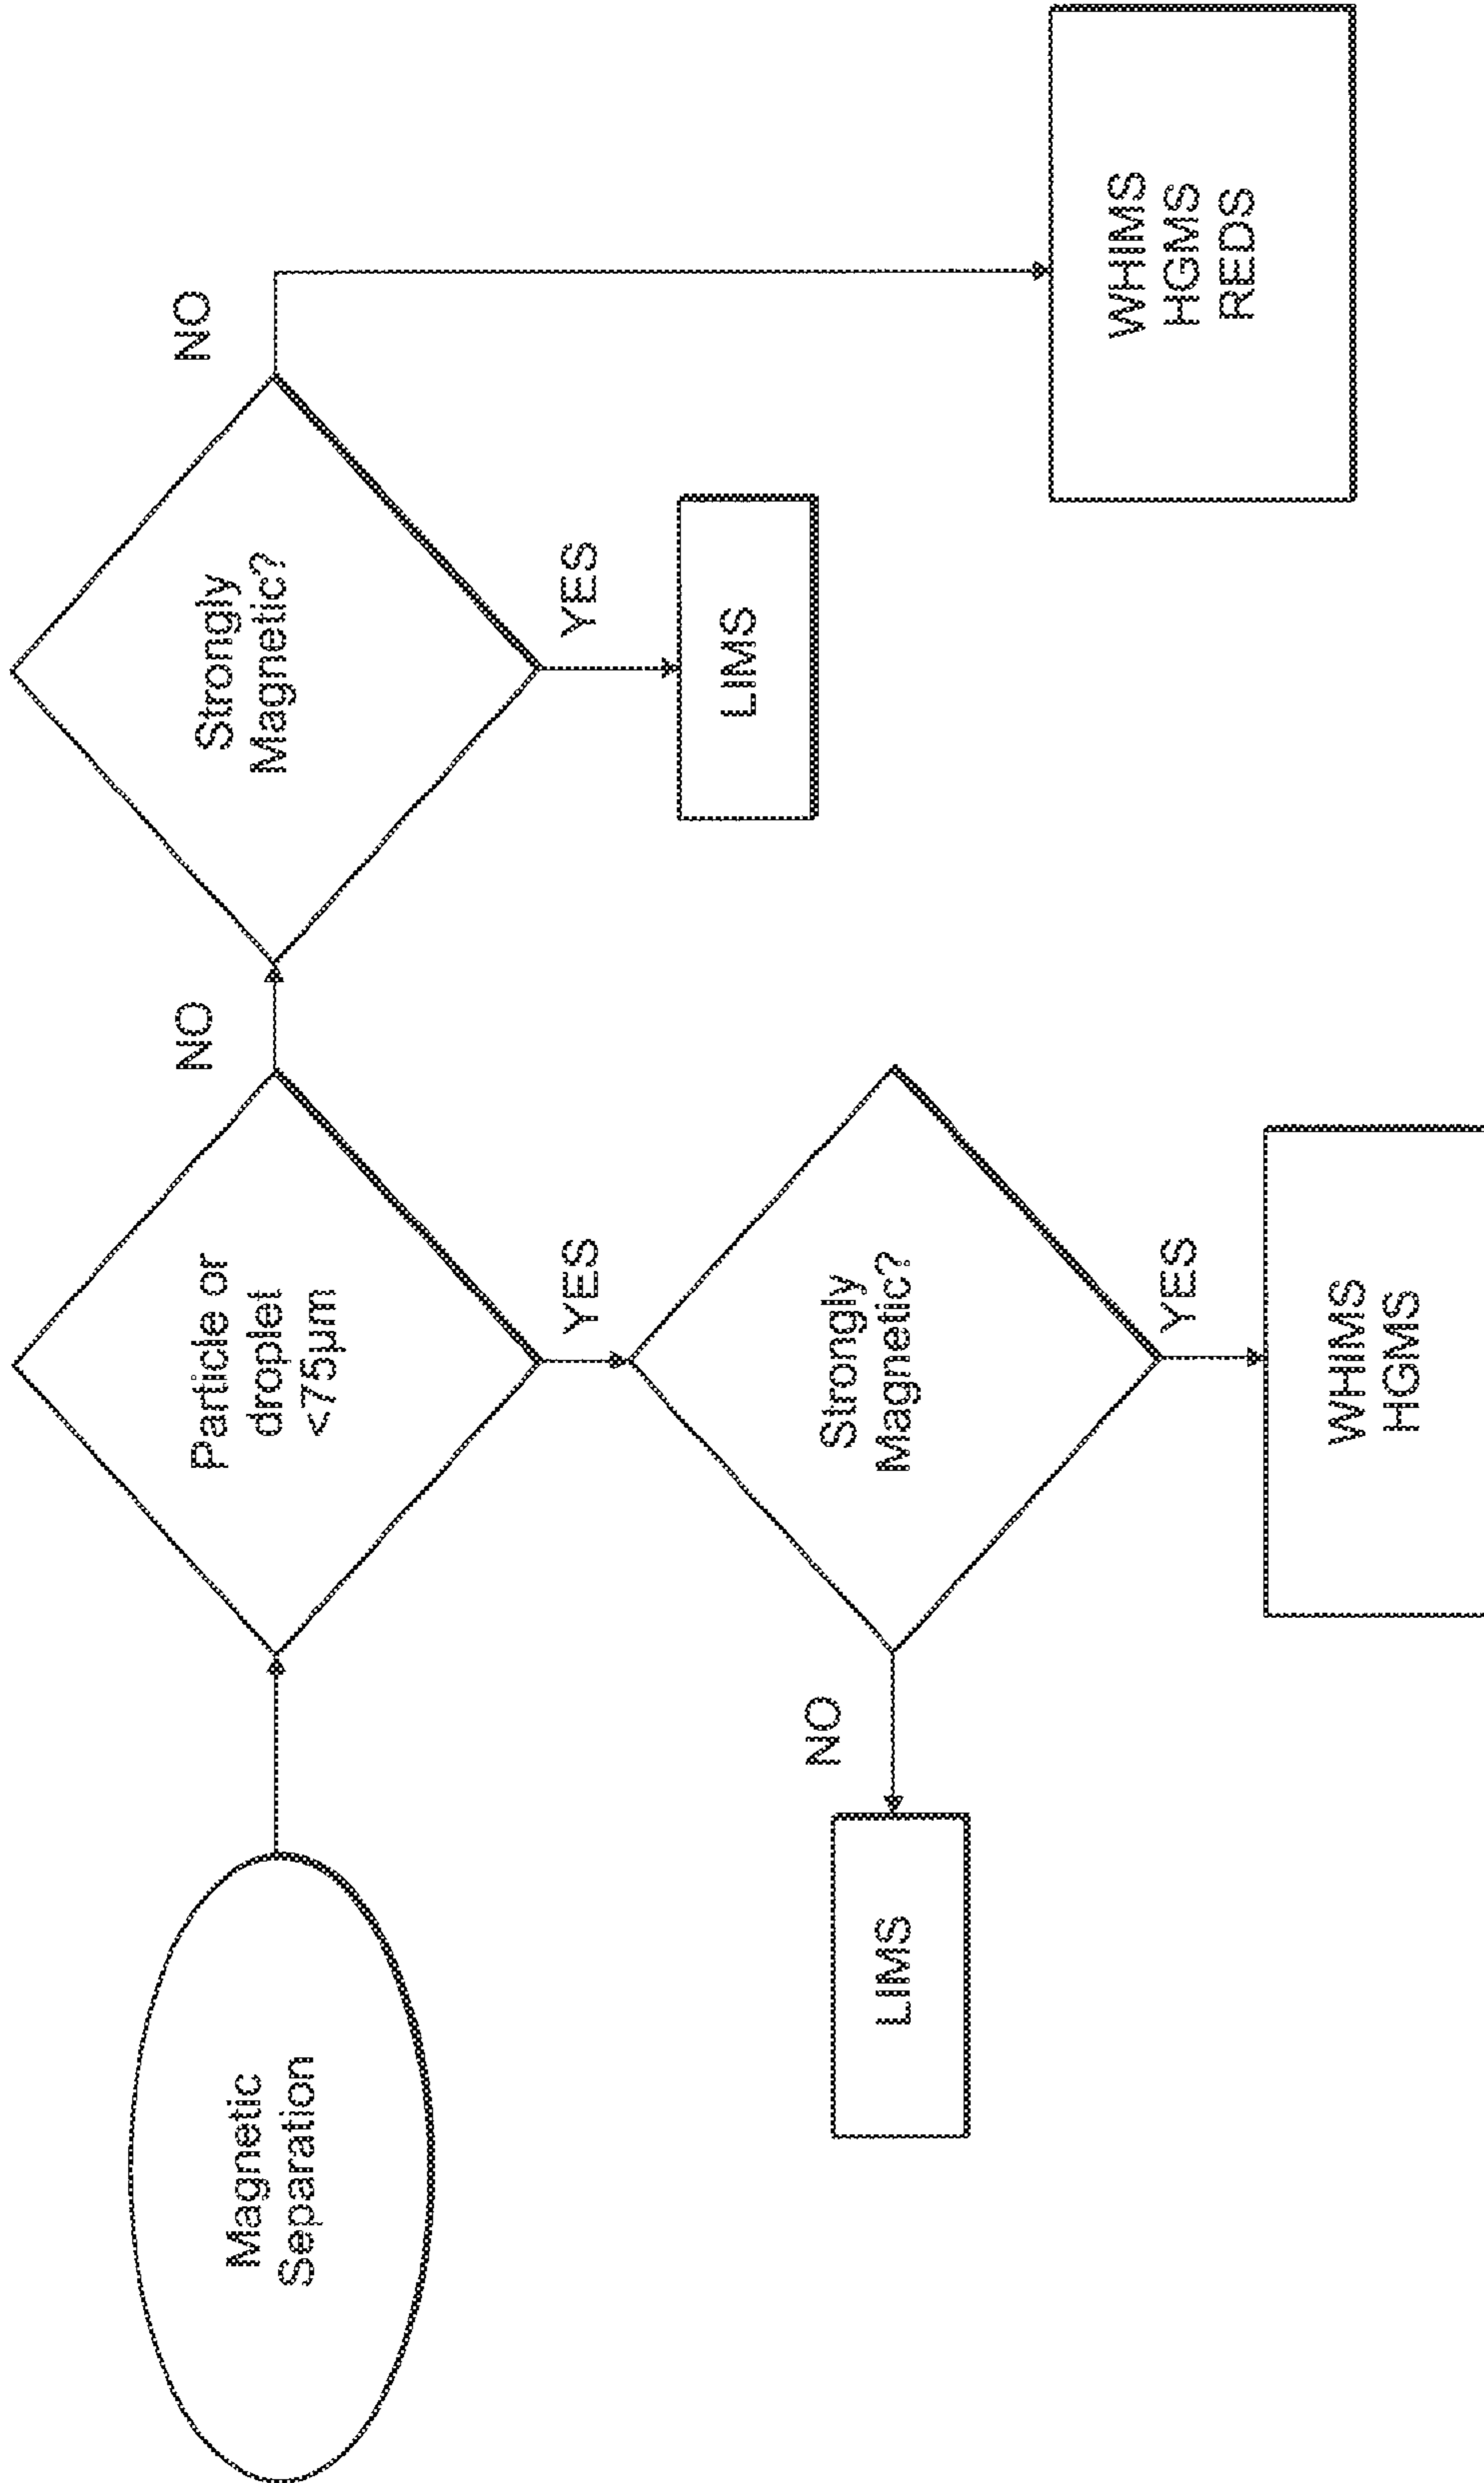 Magnetic
Separation
Particle or
droplet
<75µm
NO
Strongly
Magnetic?
NO
YES
LIMS
WHIMS
HGMS
REDS
YES
Strongly
Magnetic?
NO
LIMS
YES
WHIMS
HGMS